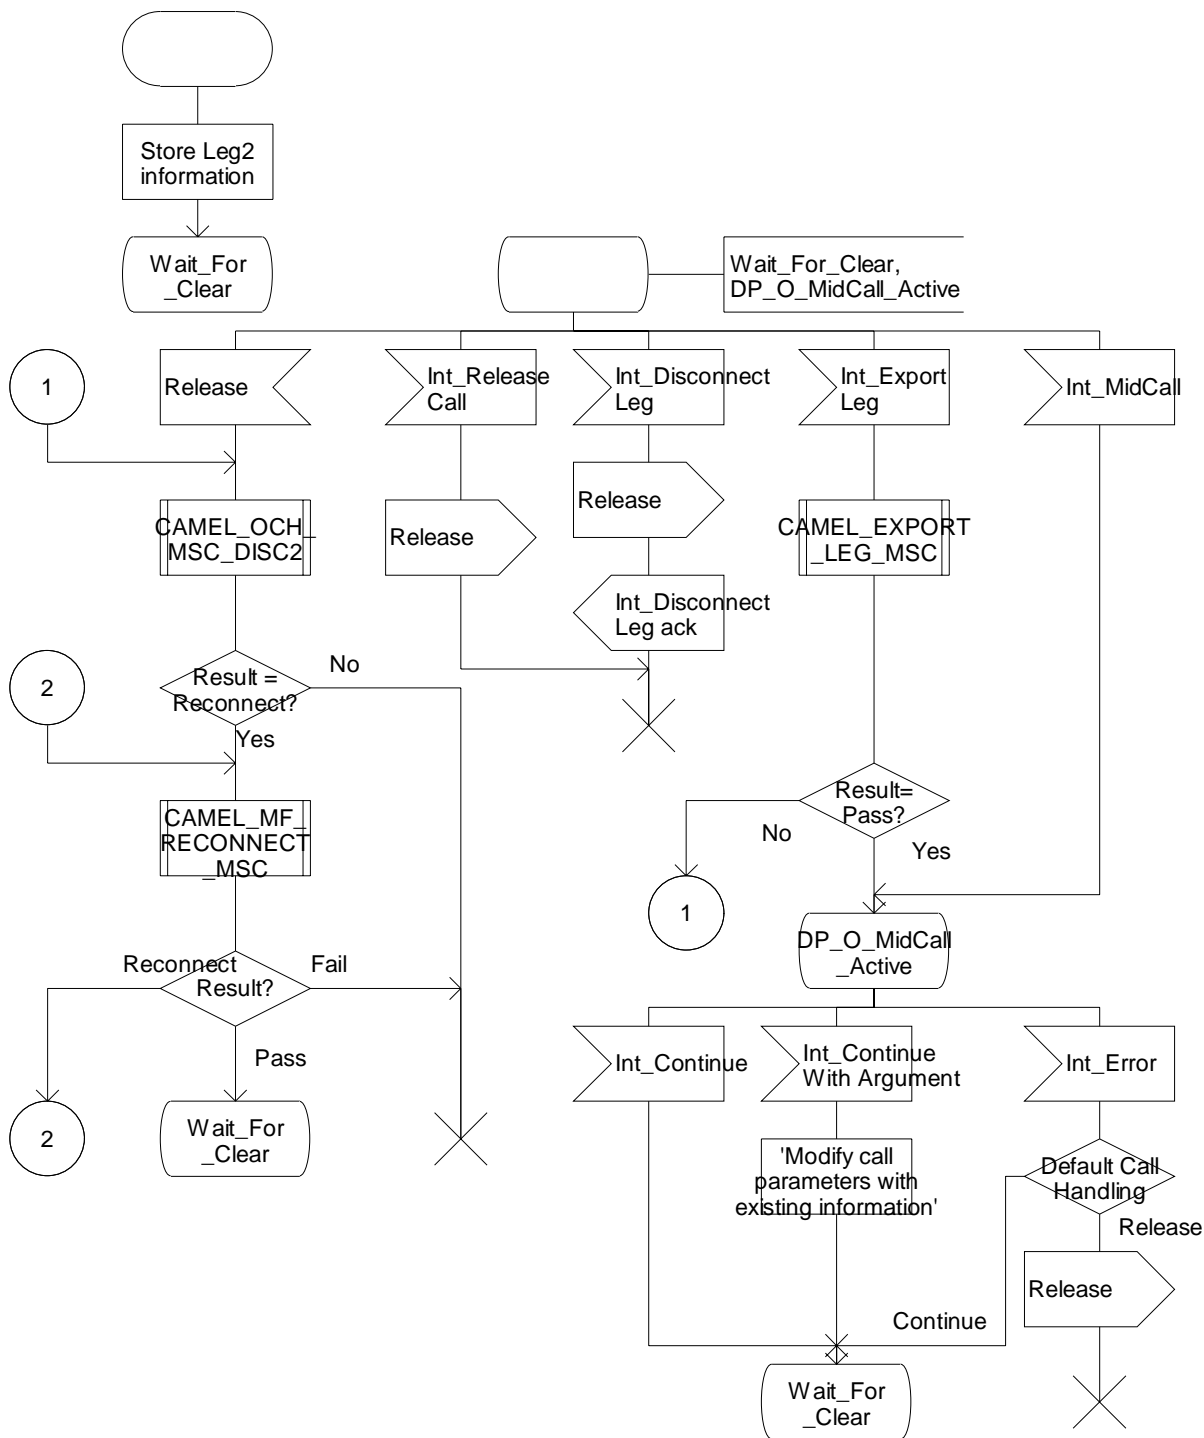 Store Leg2
information
Wait_For
_Clear
Wait_For_Clear,
DP_O_MidCall_Active
1
Release
Int_Release
Call
Int_Disconnect
Leg
Int_Export
Leg
Int_MidCall
CAMEL_OCH_
MSC_DISC2
Release
Release
CAMEL_EXPORT
_LEG_MSC
Int_Disconnect
Leg ack
2
Result =
Reconnect?
No
Yes
CAMEL_MF_
RECONNECT
_MSC
Result=
Pass?
No
Yes
1
DP_O_MidCall
_Active
Reconnect
Result?
Fail
Pass
2
Wait_For
_Clear
Int_Continue
Int_Continue
With Argument
Int_Error
'Modify call
parameters with
existing information'
Default Call
Handling
Release
Release
Continue
Wait_For
_Clear